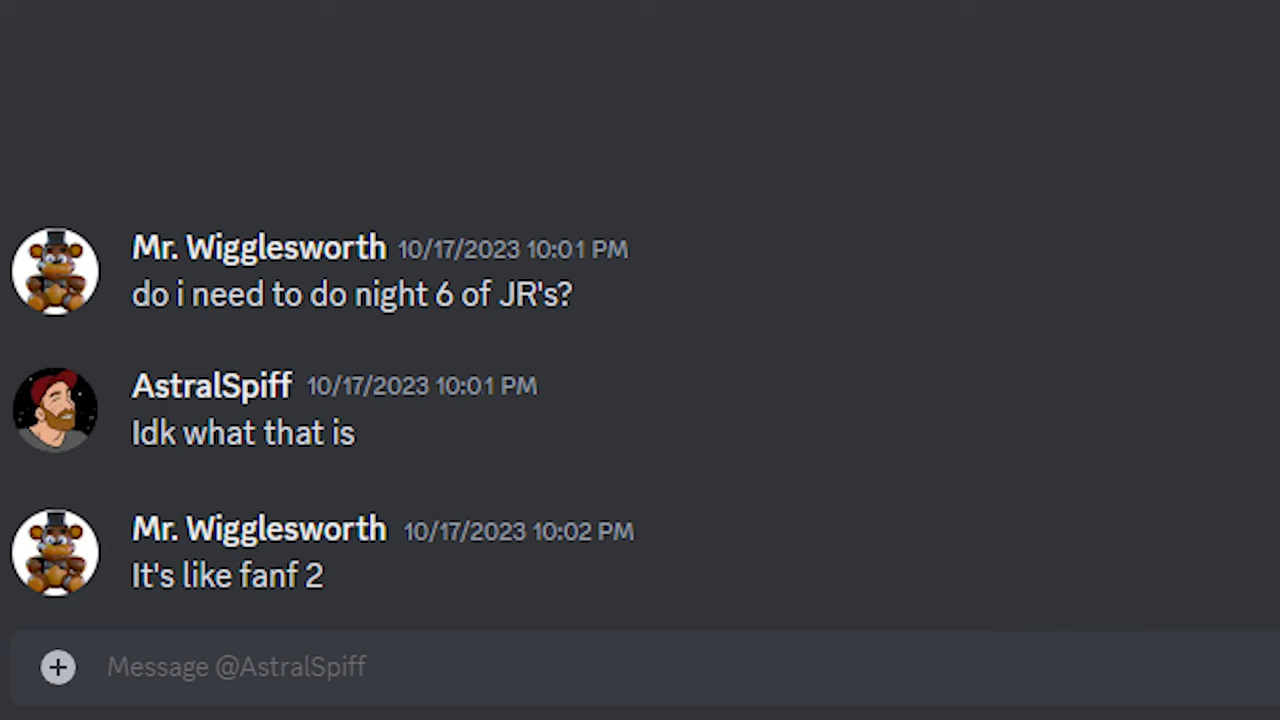 Mr. Wigglesworth 10/17/2023 10:01 PM
do i need to do night 6 of JR's?
AstralSpiff 10/17/2023 10:01 PM
Idk what that is
Mr. Wigglesworth 10/17/2023 10:02 PM
It's like fanf 2
Message @AstralSpiff